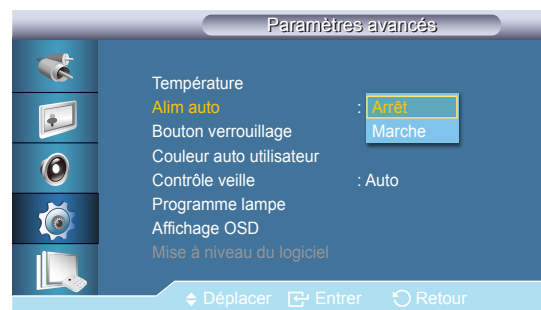 Paramètres avancés
Température
Alim auto : Arrêt
Marche
Bouton verrouillage
Couleur auto utilisateur
Contrôle veille : Auto
Programme lampe
Affichage OSD
Mise à niveau du logiciel
Déplacer Entrer Retour